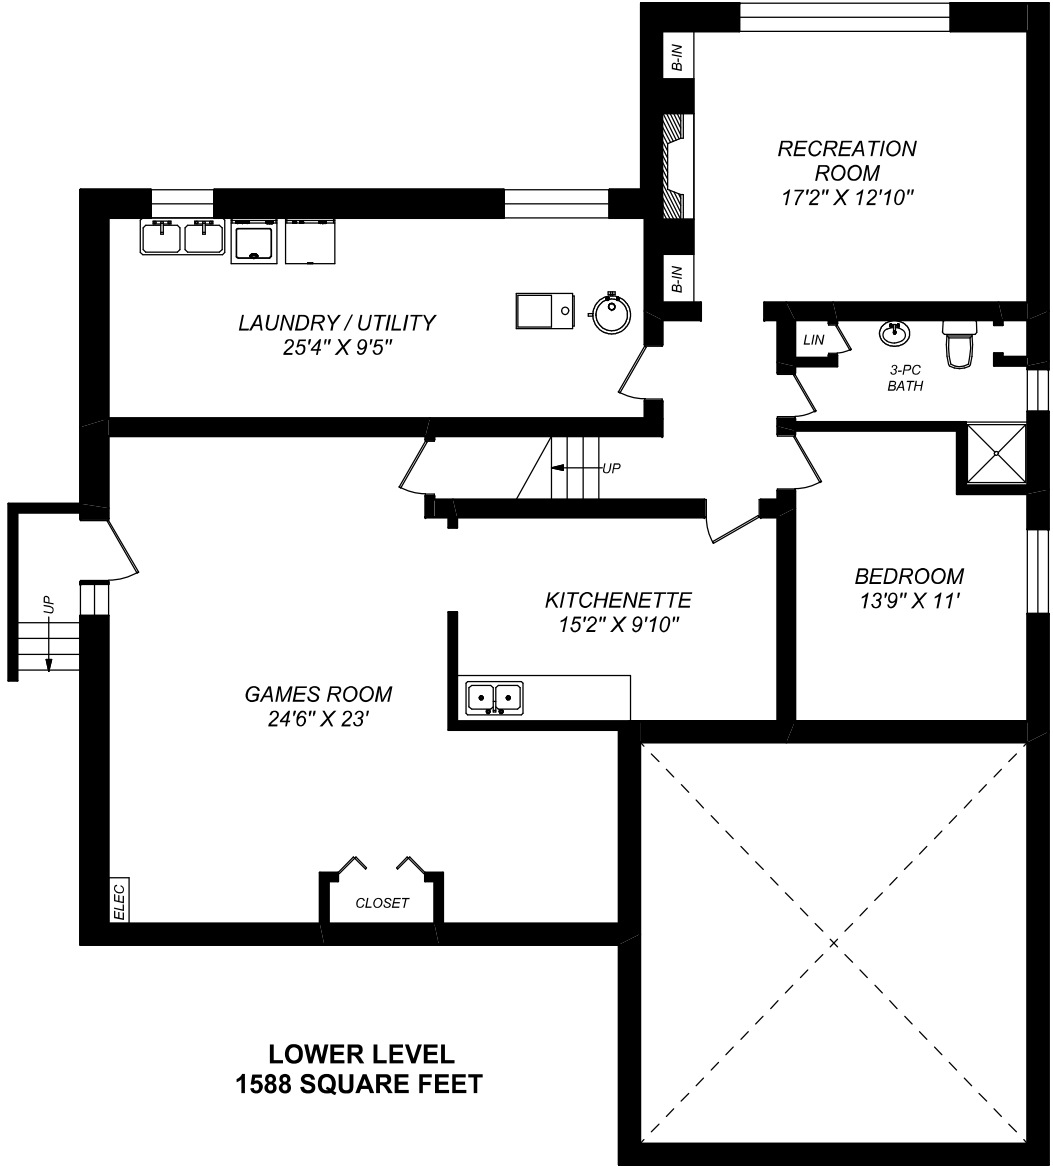 B-IN
RECREATION
ROOM
17'2" X 12'10"
B-IN
LAUNDRY / UTILITY
25'4" X 9'5"
LIN
3-PC
BATH
UP
BEDROOM
13'9" X 11'
KITCHENETTE
15'2" X 9'10"
UP
GAMES ROOM
24'6" X 23'
ELEC
CLOSET
LOWER LEVEL
1588 SQUARE FEET